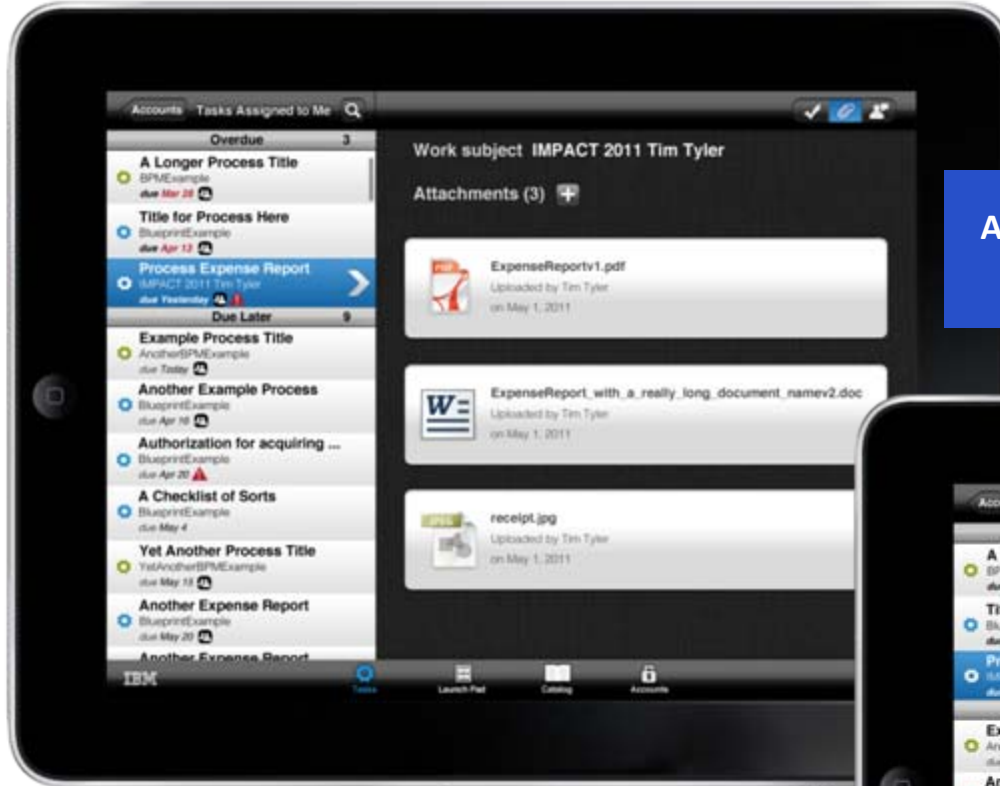 Accounts Tasks Assigned to Me
Overdue 3
A Longer Process Title
BPMExample
due Mar 28
Title for Process Here
BlueprintExample
due Apr 13
Process Expense Report
IMPACT 2011 Tim Tyler
due Yesterday
Due Later 9
Example Process Title
AnotherBPMExample
due Today
Another Example Process
BlueprintExample
due Apr 16
Authorization for acquiring ...
BlueprintExample
due Apr 20
A Checklist of Sorts
BlueprintExample
due May 4
Yet Another Process Title
YetAnotherBPMExample
due May 15
Another Expense Report
BlueprintExample
due May 20
Another Expense Report
Work subject IMPACT 2011 Tim Tyler
Attachments (3)
PDF
ExpenseReportv1.pdf
Uploaded by Tim Tyler
on May 1, 2011
W
ExpenseReport_with_a_really_long_document_namev2.doc
Uploaded by Tim Tyler
on May 1, 2011
JPEG
receipt.jpg
Uploaded by Tim Tyler
on May 1, 2011
IBM
Tasks Launch Pad Catalog Accounts
A
A